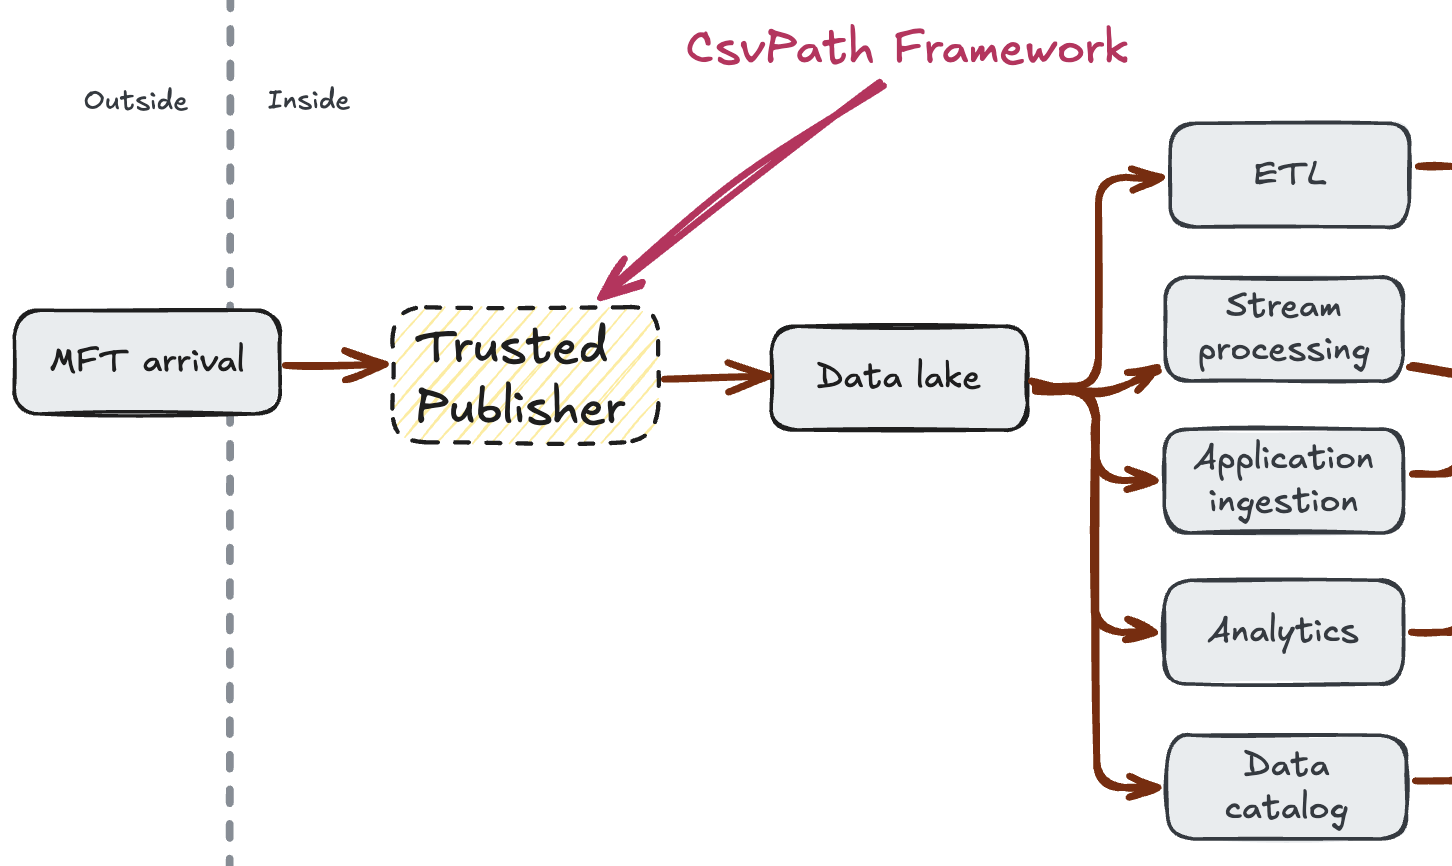 CsvPath Framework
Outside
Inside
MFT arrival
Trusted
Publisher
Data lake
ETL
Stream
processing
Application
ingestion
Analytics
Data
catalog